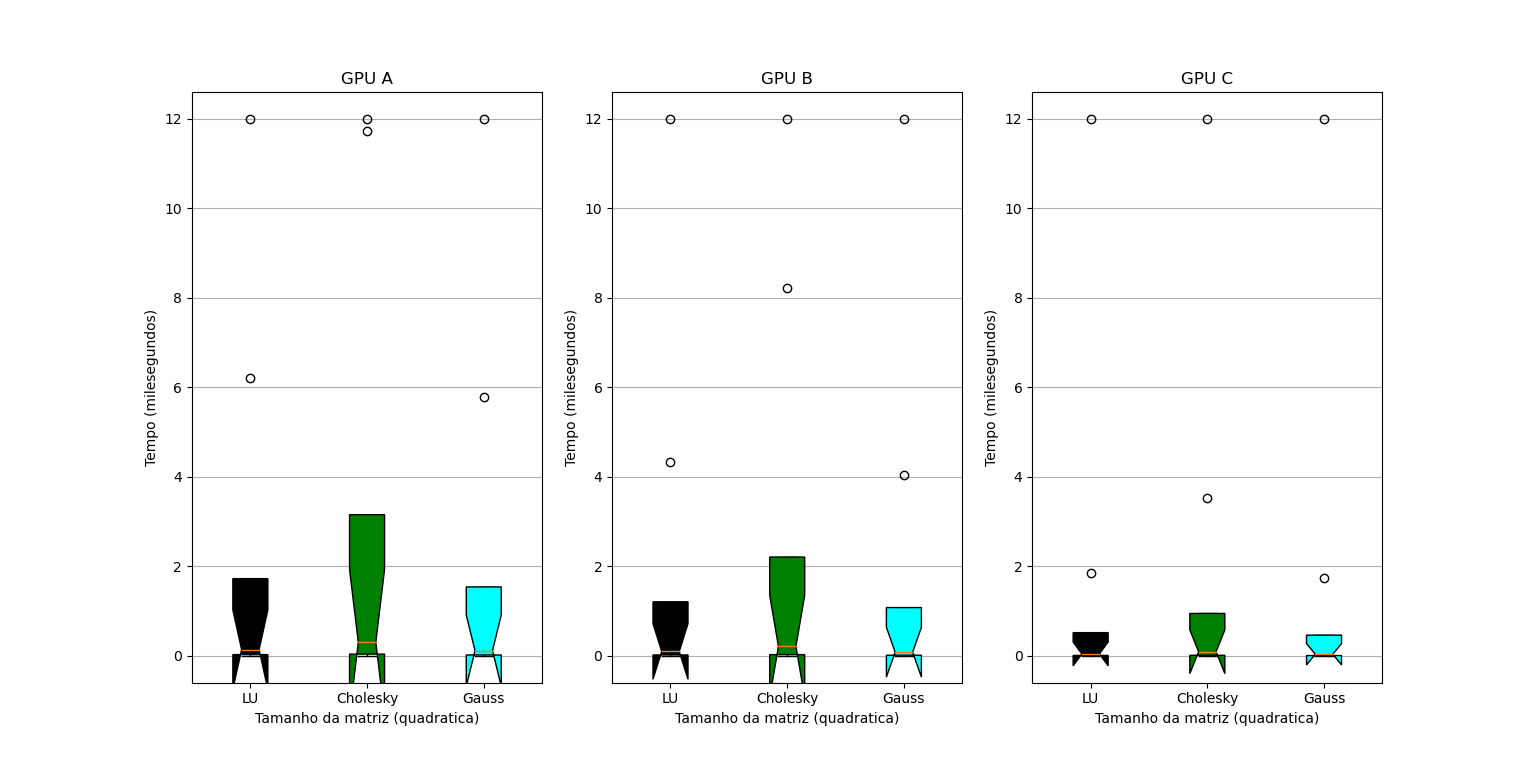 GPU A
12
10
8
6
4
2
0
Tempo (milesegundos)
LU
Cholesky
Gauss
Tamanho da matriz (quadratica)
GPU B
12
10
8
6
4
2
0
Tempo (milesegundos)
LU
Cholesky
Gauss
Tamanho da matriz (quadratica)
GPU C
12
10
8
6
4
2
0
Tempo (milesegundos)
LU
Cholesky
Gauss
Tamanho da matriz (quadratica)